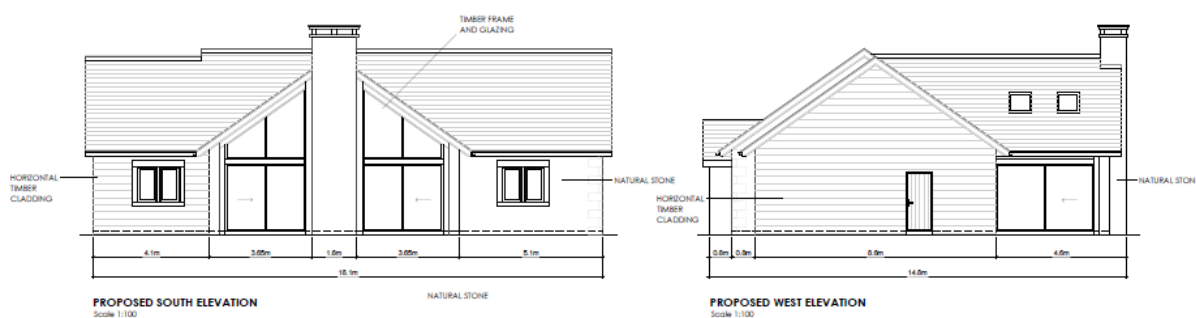 TIMBER FRAME
AND GLAZING
HORIZONTAL
TIMBER
CLADDING
NATURAL STONE
4.1m 3.65m 1.6m 3.65m 5.1m
18.1m
NATURAL STONE
PROPOSED SOUTH ELEVATION
Scale 1:100
HORIZONTAL
TIMBER
CLADDING
NATURAL STON
0.8m 0.8m 8.6m 4.6m
14.8m
PROPOSED WEST ELEVATION
Scale 1:100